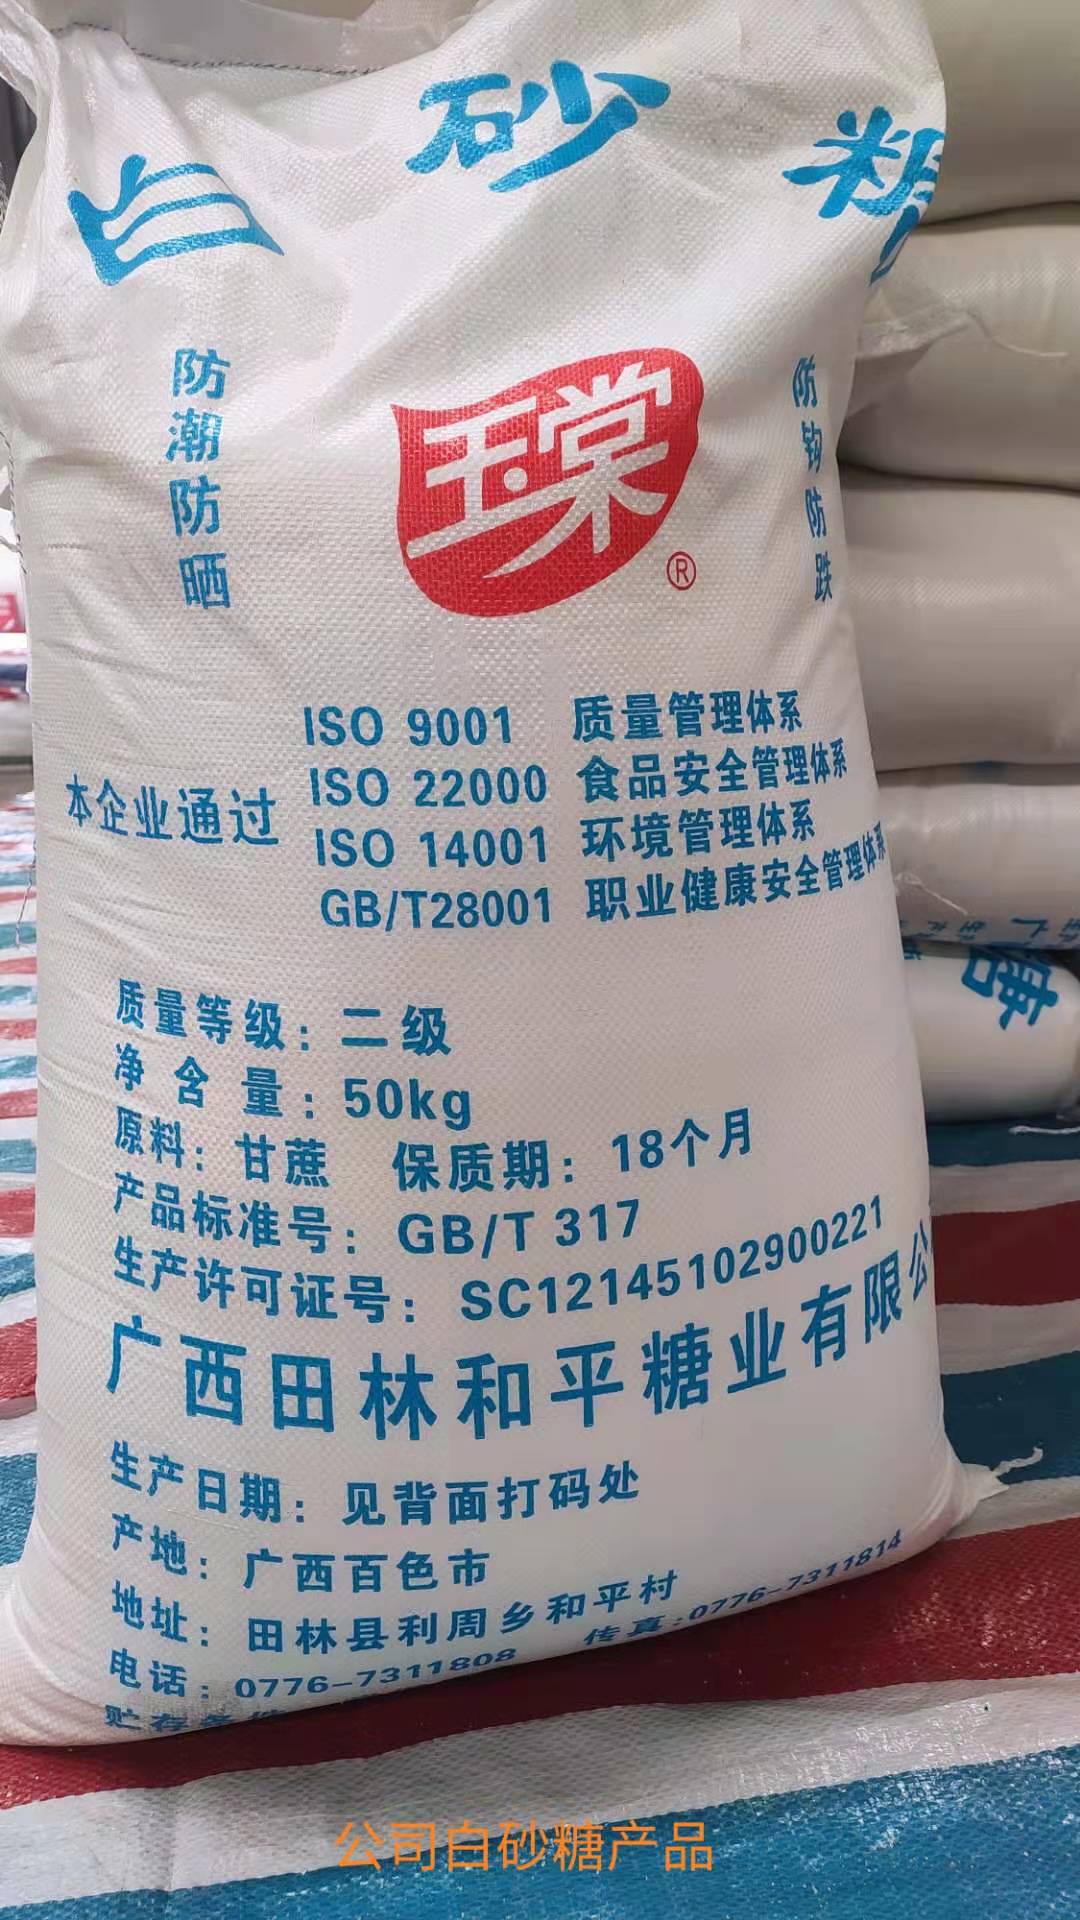 白砂糖
防潮防晒
玉棠
®
防钩防跌
本企业通过
ISO 9001 质量管理体系
ISO 22000 食品安全管理体系
ISO 14001 环境管理体系
GB/T28001 职业健康安全管理体系
质量等级：二级
净含量：50kg
原料：甘蔗 保质期：18个月
产品标准号：GB/T 317
生产许可证号：SC12145102900221
广西田林和平糖业有限公
生产日期：见背面打码处
产地：广西百色市
地址：田林县利周乡和平村
电话：0776-7311808 传真：0776-7311814
贮存条件
糖
公司白砂糖产品